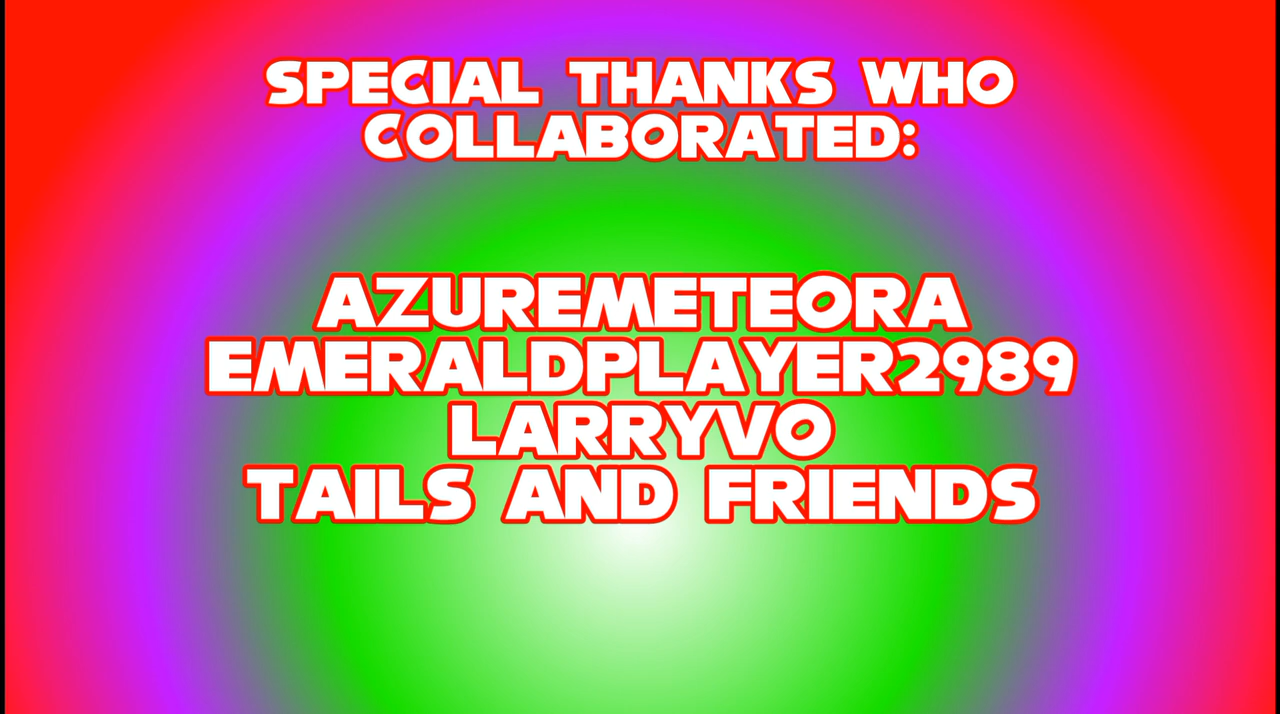 SPECIAL THANKS WHO
COLLABORATED:
AZUREMETEORA
EMERALDPLAYER2989
LARRYVO
TAILS AND FRIENDS